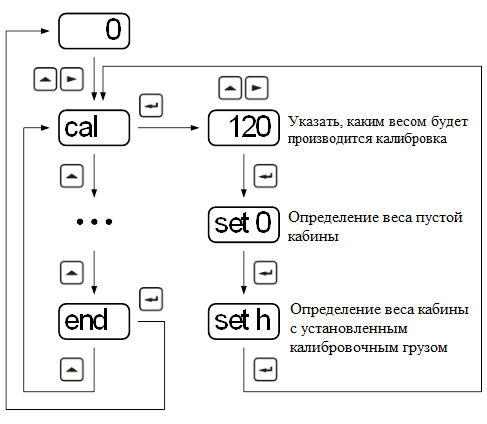 0
cal
120
Указать, каким весом будет
производится калибровка
•••
set 0
Определение веса пустой
кабины
end
set h
Определение веса кабины
с установленным
калибровочным грузом